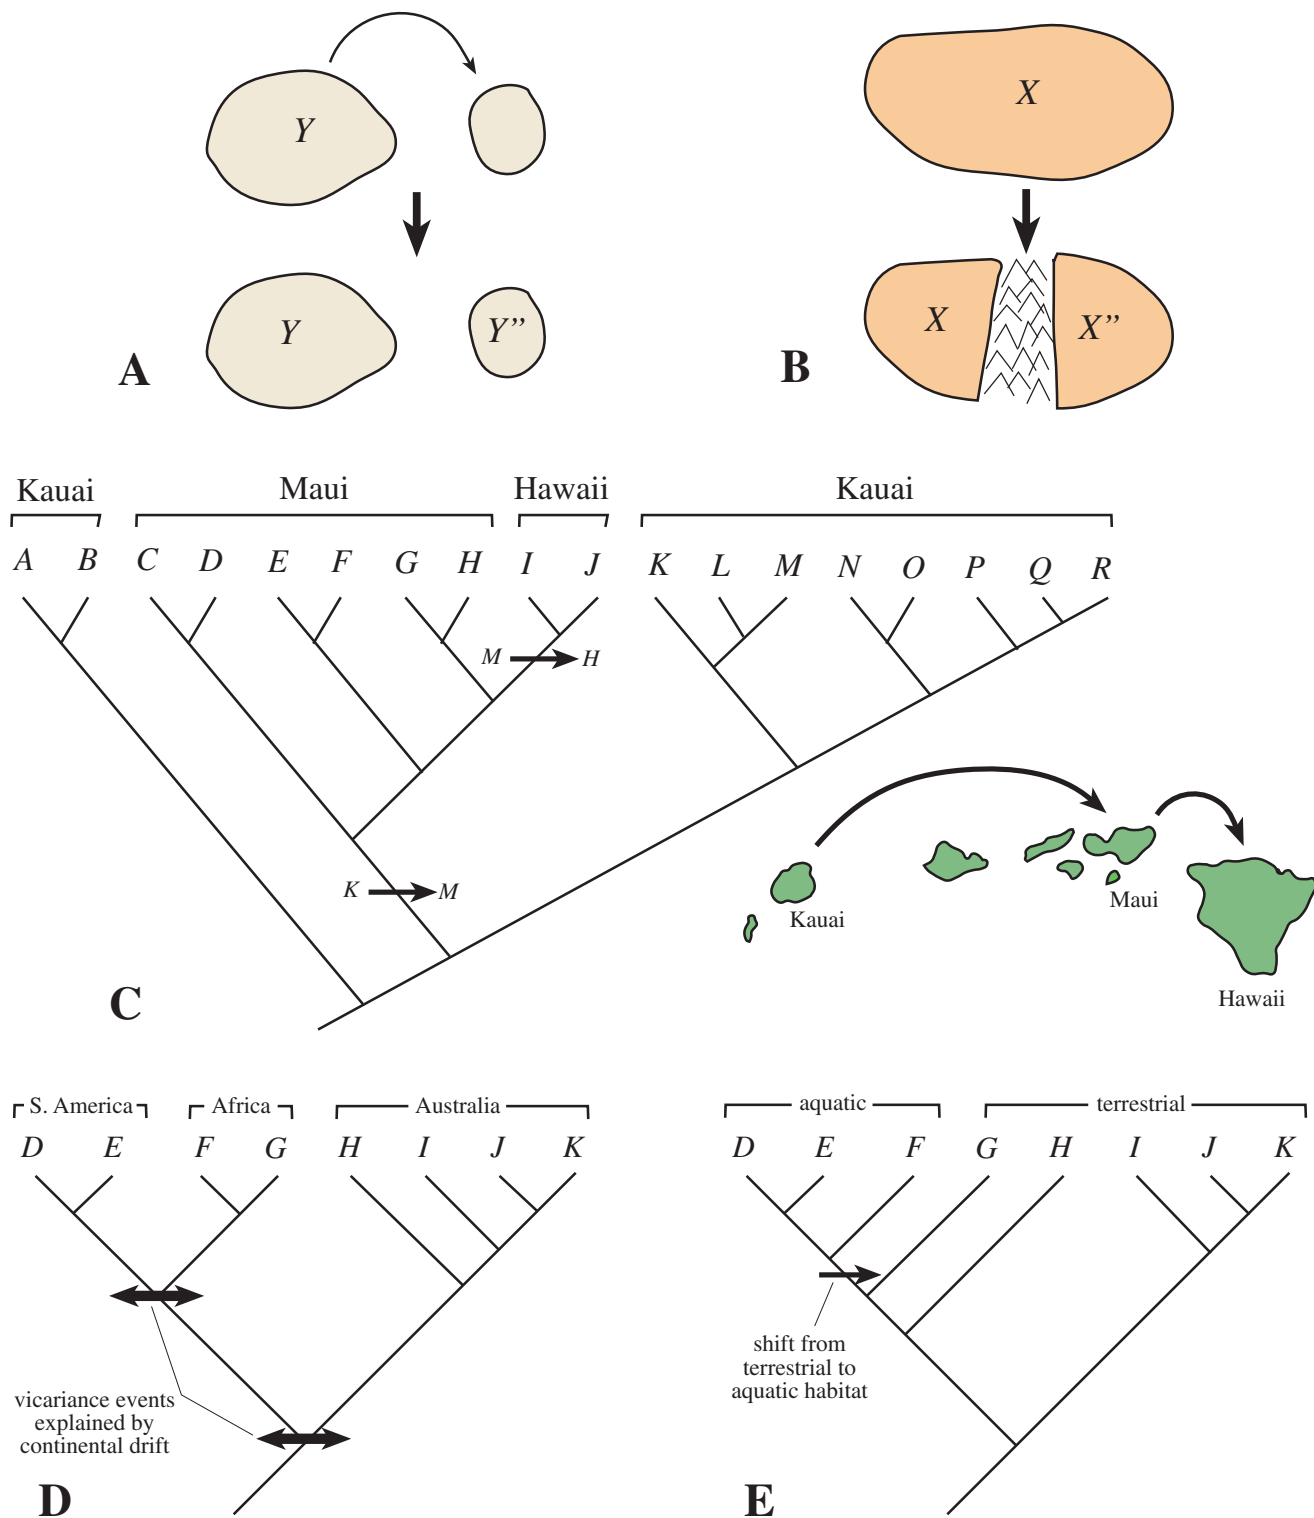 Y
Y
Y”
A
X
X
X”
B
Kauai Maui Hawaii Kauai
A B C D E F G H I J K L M N O P Q R
M H
K M
Kauai
Maui
Hawaii
C
S. America Africa Australia
D E F G H I J K
vicariance events
explained by
continental drift
D
aquatic terrestrial
D E F G H I J K
shift from
terrestrial to
aquatic habitat
E